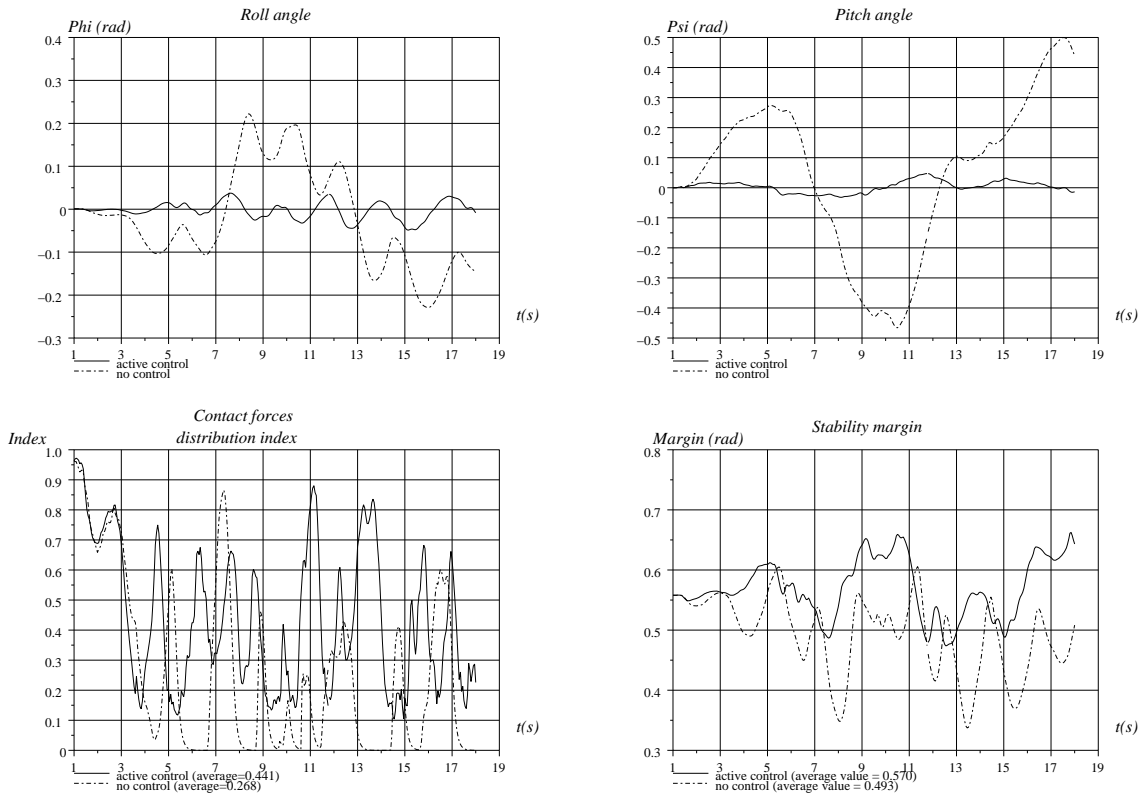 Roll angle
Phi (rad)
0.4
0.3
0.2
0.1
0
−0.1
−0.2
−0.3
1 3 5 7 9 11 13 15 17 19
t(s)
active control
no control
Pitch angle
Psi (rad)
0.5
0.4
0.3
0.2
0.1
0
−0.1
−0.2
−0.3
−0.4
−0.5
1 3 5 7 9 11 13 15 17 19
t(s)
active control
no control
Contact forces
distribution index
Index
1.0
0.9
0.8
0.7
0.6
0.5
0.4
0.3
0.2
0.1
0
1 3 5 7 9 11 13 15 17 19
t(s)
active control (average=0.441)
no control (average=0.268)
Stability margin
Margin (rad)
0.8
0.7
0.6
0.5
0.4
0.3
1 3 5 7 9 11 13 15 17 19
t(s)
active control (average value = 0.570)
no control (average value = 0.493)